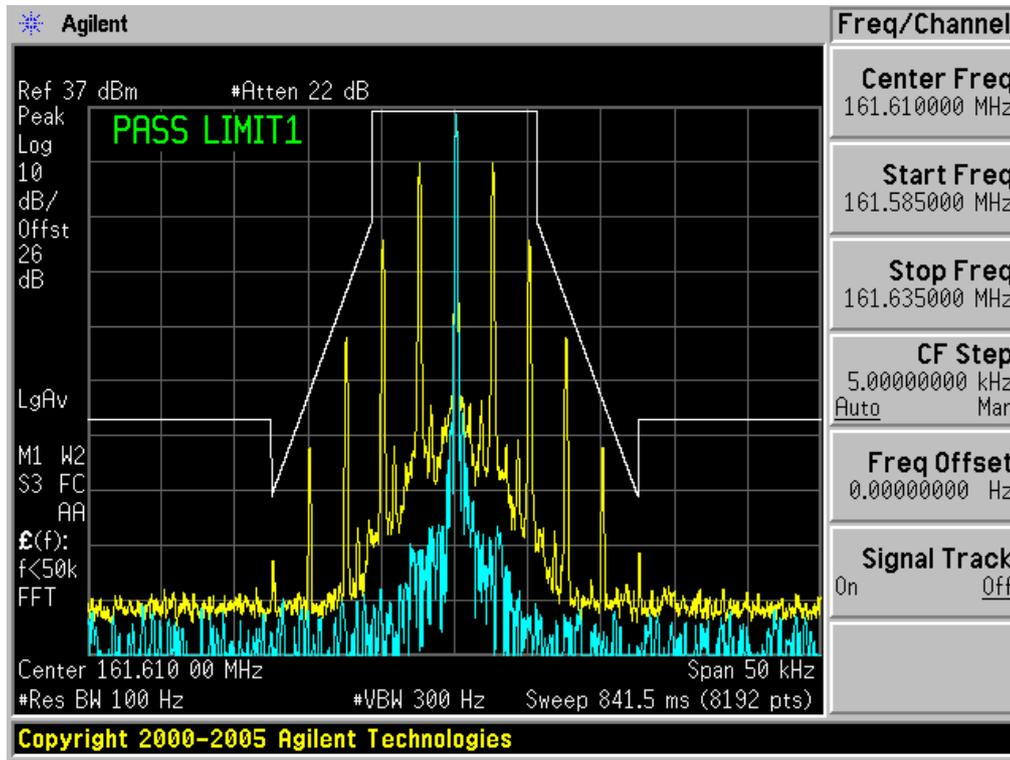 Agilent
Freq/Channel
Ref 37 dBm #Atten 22 dB
Peak
Log
10
dB/
Offst
26
dB
PASS LIMIT1
LgAv
M1 W2
S3 FC
AA
£(f):
f<50k
FFT
Center 161.610 00 MHz Span 50 kHz
#Res BW 100 Hz #VBW 300 Hz Sweep 841.5 ms (8192 pts)
Copyright 2000-2005 Agilent Technologies
Center Freq
161.610000 MHz
Start Freq
161.585000 MHz
Stop Freq
161.635000 MHz
CF Step
5.00000000 kHz
Auto Man
Freq Offset
0.00000000 Hz
Signal Track
On Off